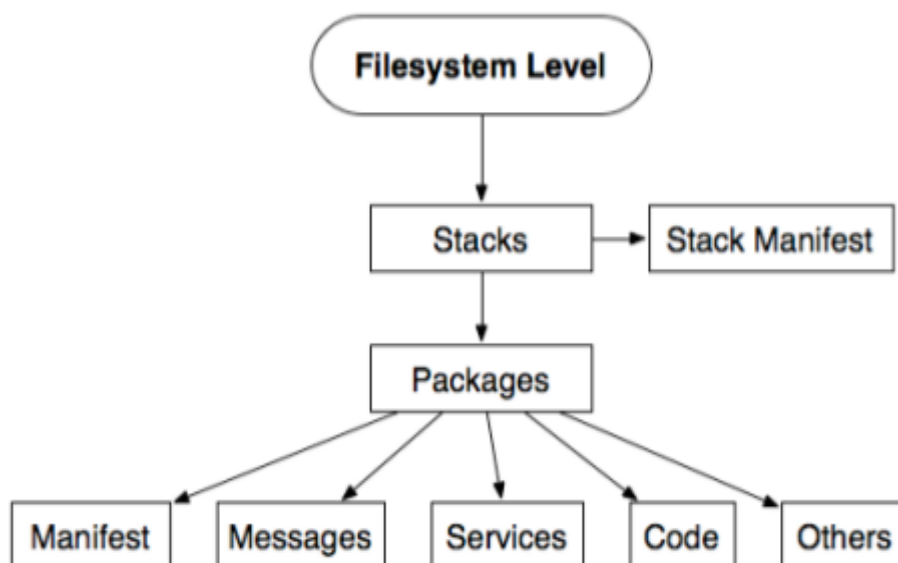 Filesystem Level
Stacks
Stack Manifest
Packages
Manifest
Messages
Services
Code
Others